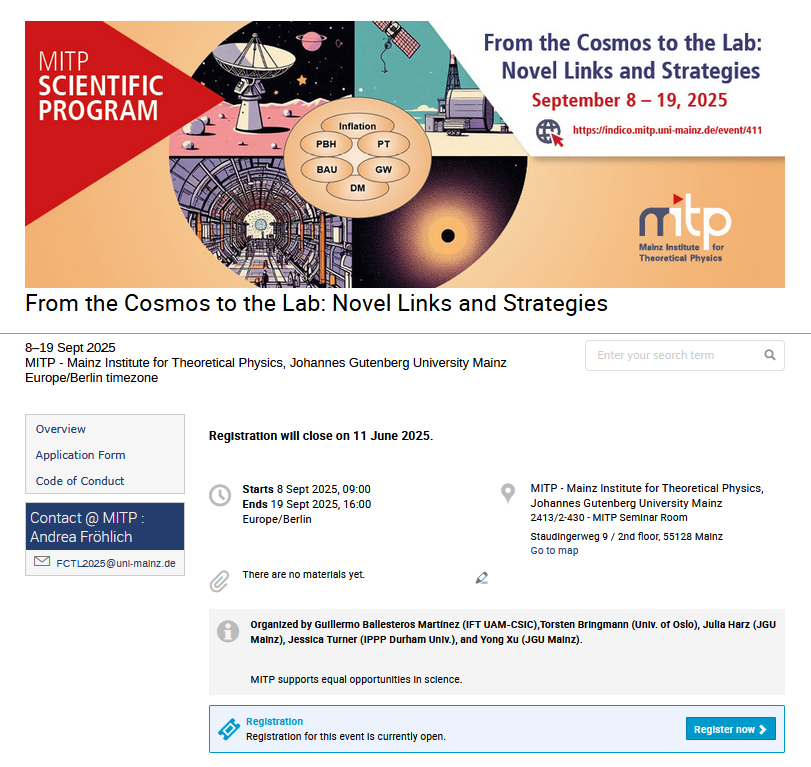 MITP
SCIENTIFIC
PROGRAM
From the Cosmos to the Lab:
Novel Links and Strategies
September 8 – 19, 2025
https://indico.mitp.uni-mainz.de/event/411
Inflation
PBH PT
BAU GW
DM
mitp
Mainz Institute for
Theoretical Physics
From the Cosmos to the Lab: Novel Links and Strategies
8–19 Sept 2025
MITP - Mainz Institute for Theoretical Physics, Johannes Gutenberg University Mainz
Europe/Berlin timezone
Enter your search term
Overview
Application Form
Code of Conduct
Contact @ MITP :
Andrea Fröhlich
FCTL2025@uni-mainz.de
Registration will close on 11 June 2025.
Starts 8 Sept 2025, 09:00
Ends 19 Sept 2025, 16:00
Europe/Berlin
MITP - Mainz Institute for Theoretical Physics,
Johannes Gutenberg University Mainz
2413/2-430 - MITP Seminar Room
Staudingerweg 9 / 2nd floor, 55128 Mainz
Go to map
There are no materials yet.
Organized by Guillermo Ballesteros Martínez (IFT UAM-CSIC),Torsten Bringmann (Univ. of Oslo), Julia Harz (JGU
Mainz), Jessica Turner (IPPP Durham Univ.), and Yong Xu (JGU Mainz).
MITP supports equal opportunities in science.
Registration
Registration for this event is currently open.
Register now